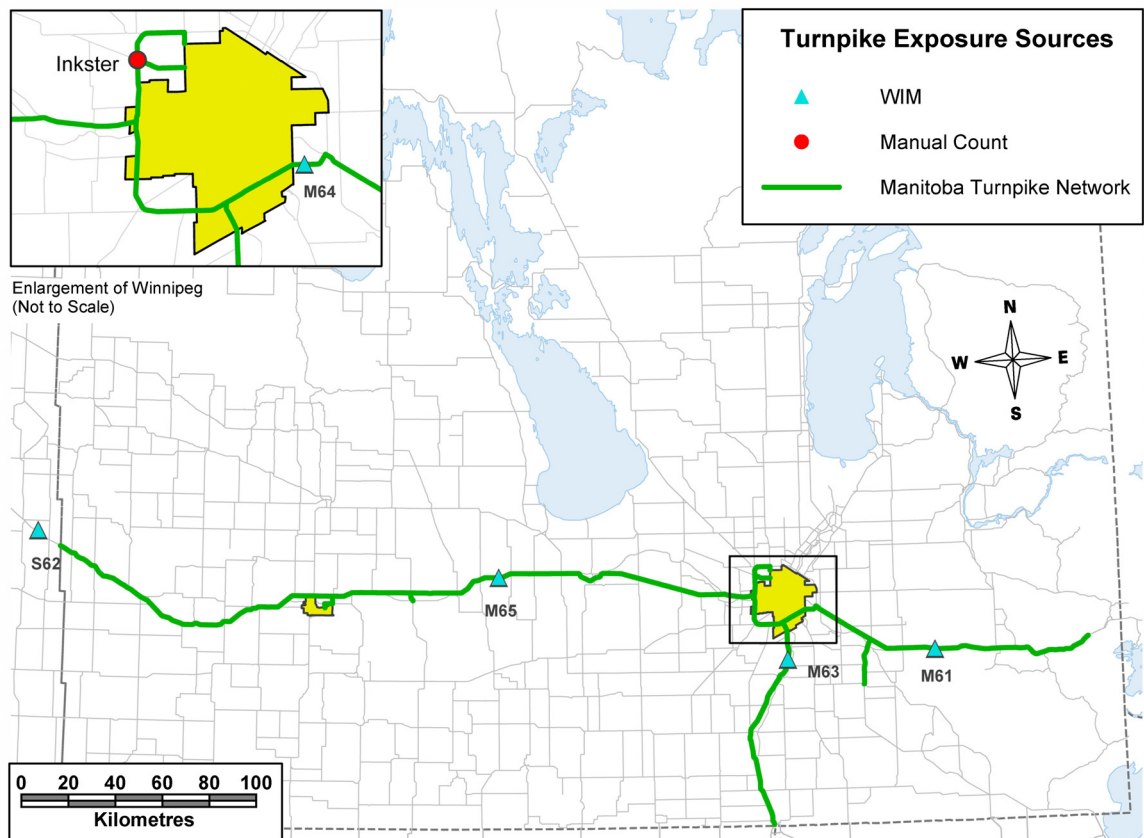 Inkster
M64
Enlargement of Winnipeg
(Not to Scale)
Turnpike Exposure Sources
WIM
Manual Count
Manitoba Turnpike Network
N
W E
S
S62
M65
M63
M61
0 20 40 60 80 100
Kilometres